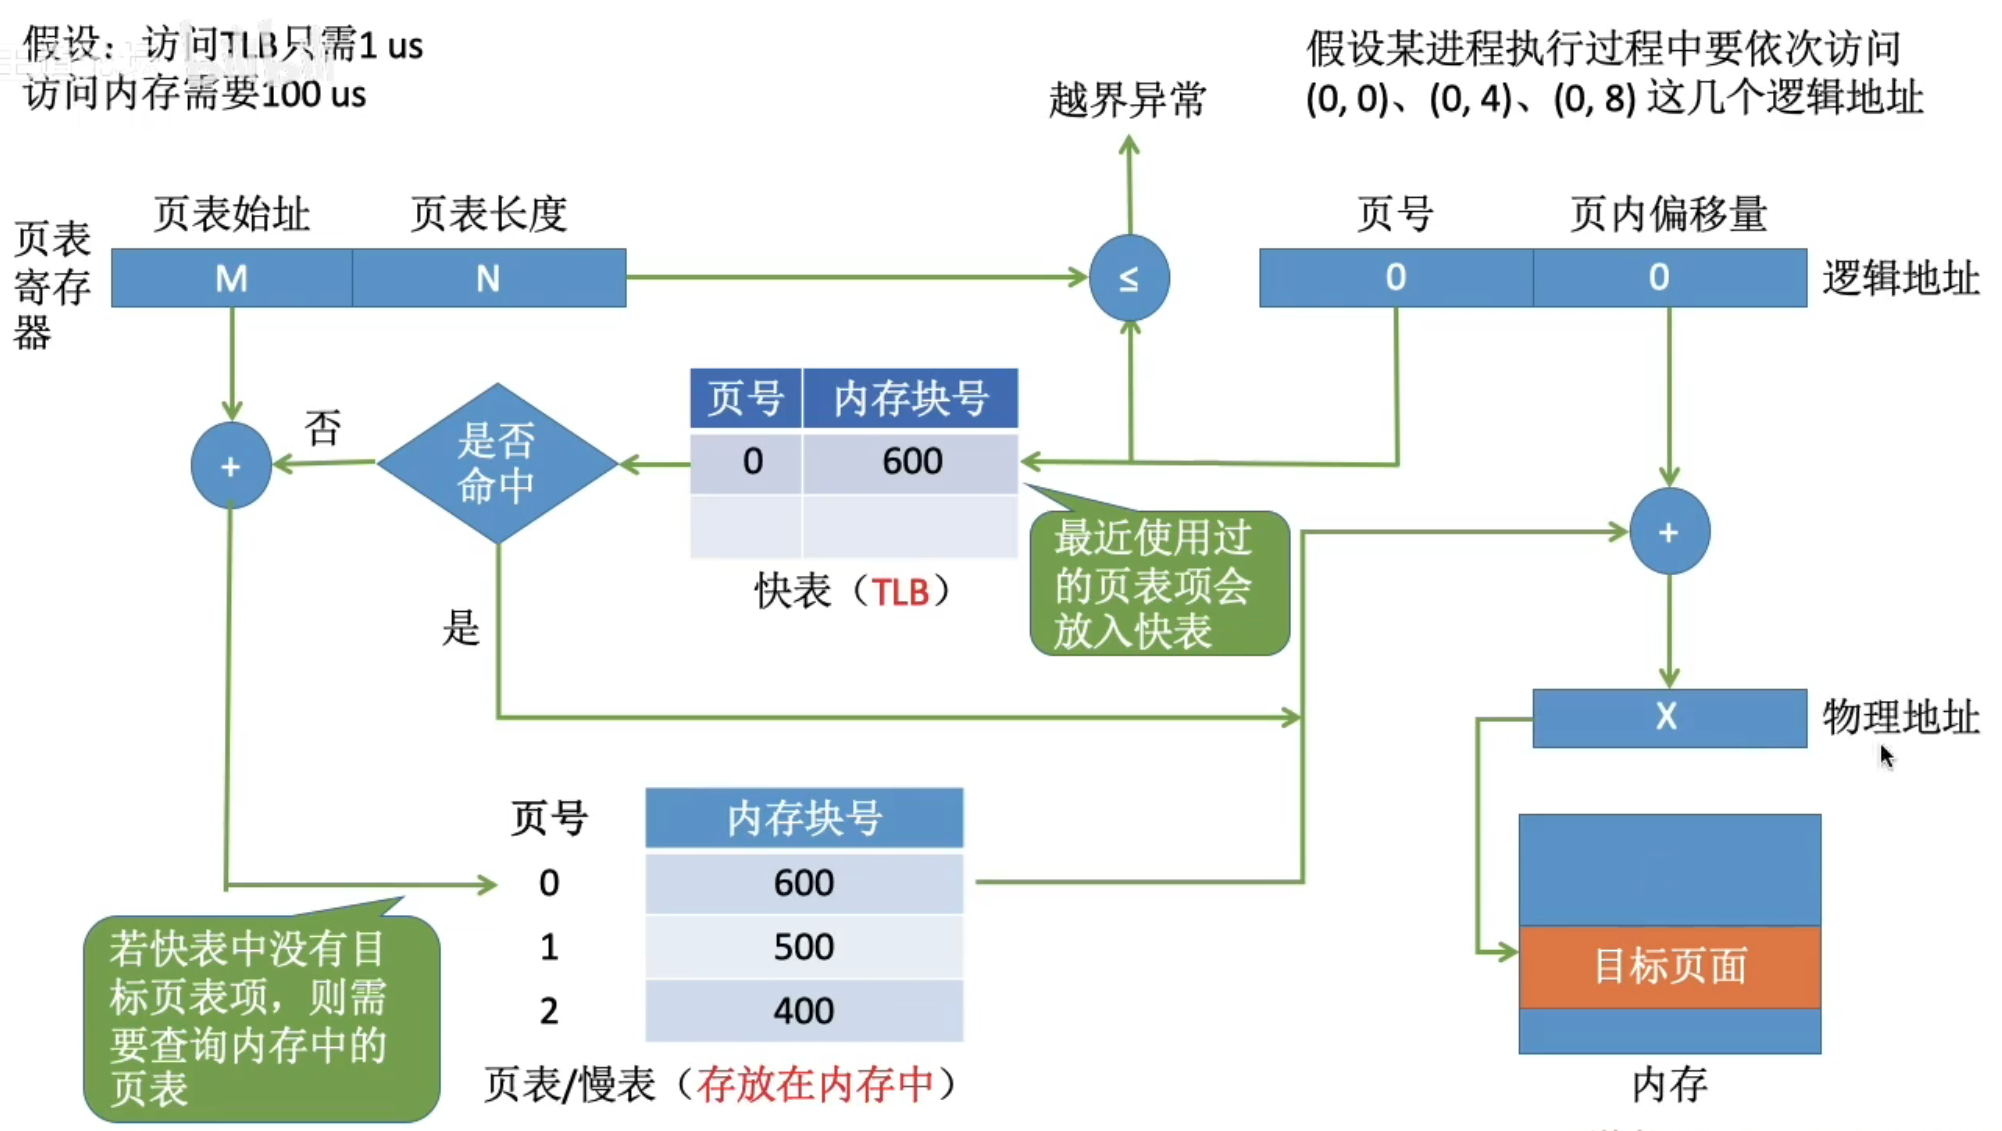 假设：访问TLB只需1 us
访问内存需要100 us
假设某进程执行过程中要依次访问
(0, 0)、(0, 4)、(0, 8) 这几个逻辑地址
越界异常
页表始址
页表长度
页号
页内偏移量
页表
寄存
器
M
N
≤
0
0
逻辑地址
页号
内存块号
0
600
快表（TLB）
是否
命中
否
是
+
最近使用过
的页表项会
放入快表
+
X
物理地址
页号
内存块号
0
600
1
500
2
400
页表/慢表（存放在内存中）
若快表中没有目
标页表项，则需
要查询内存中的
页表
目标页面
内存